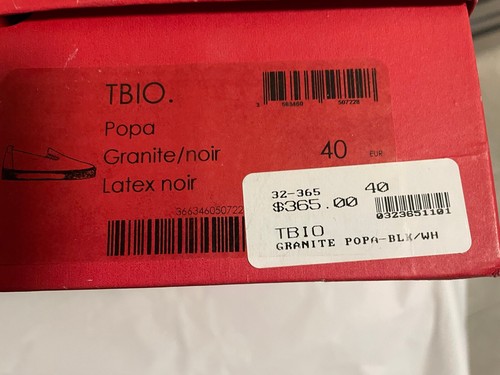 TBIO.
Popa
Granite/noir
Latex noir
40 EUR
32-365 40
$365.00
0323651101
TBIO
GRANITE POPA-BLK/WH